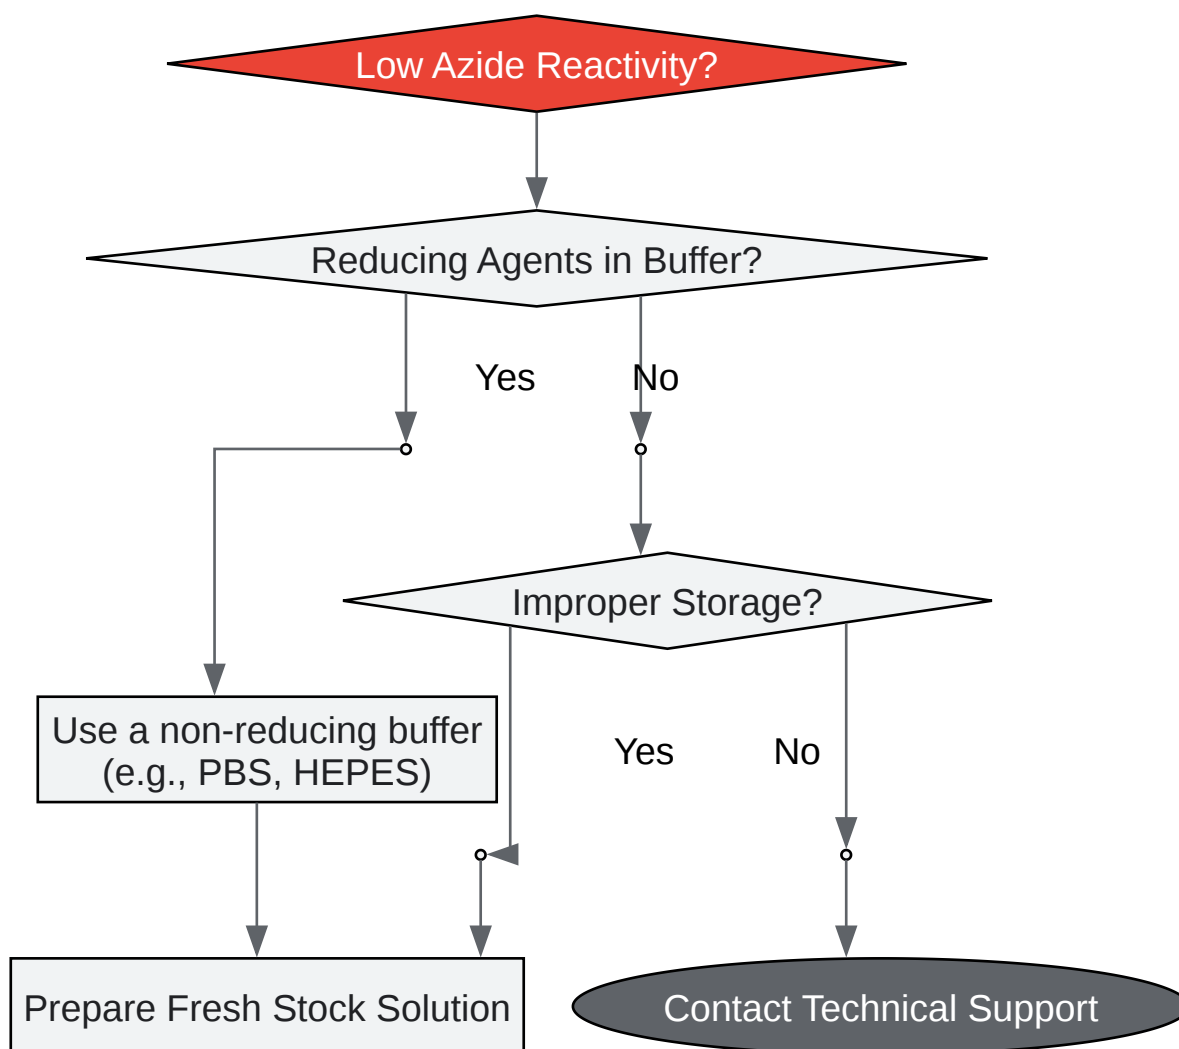 Low Azide Reactivity?
Reducing Agents in Buffer?
Yes
No
Improper Storage?
Use a non-reducing buffer
(e.g., PBS, HEPES)
Yes
No
Prepare Fresh Stock Solution
Contact Technical Support